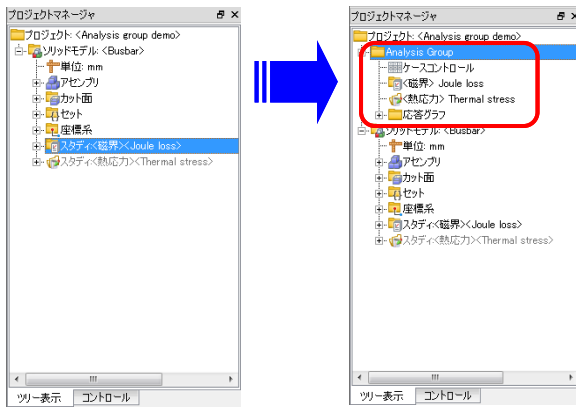 プロジェクトマネージャ
プロジェクト: <Analysis group demo>
ソリッドモデル: <Busbar>
単位: mm
アセンブリ
カット面
セット
座標系
スタディ<磁界><Joule loss>
スタディ<熱応力><Thermal stress>
ツリー表示 コントロール
プロジェクトマネージャ
プロジェクト: <Analysis group demo>
Analysis Group
ケースコントロール
<磁界> Joule loss
<熱応力> Thermal stress
応答グラフ
ソリッドモデル: <Busbar>
単位: mm
アセンブリ
カット面
セット
座標系
スタディ<磁界><Joule loss>
スタディ<熱応力><Thermal stress>
ツリー表示 コントロール